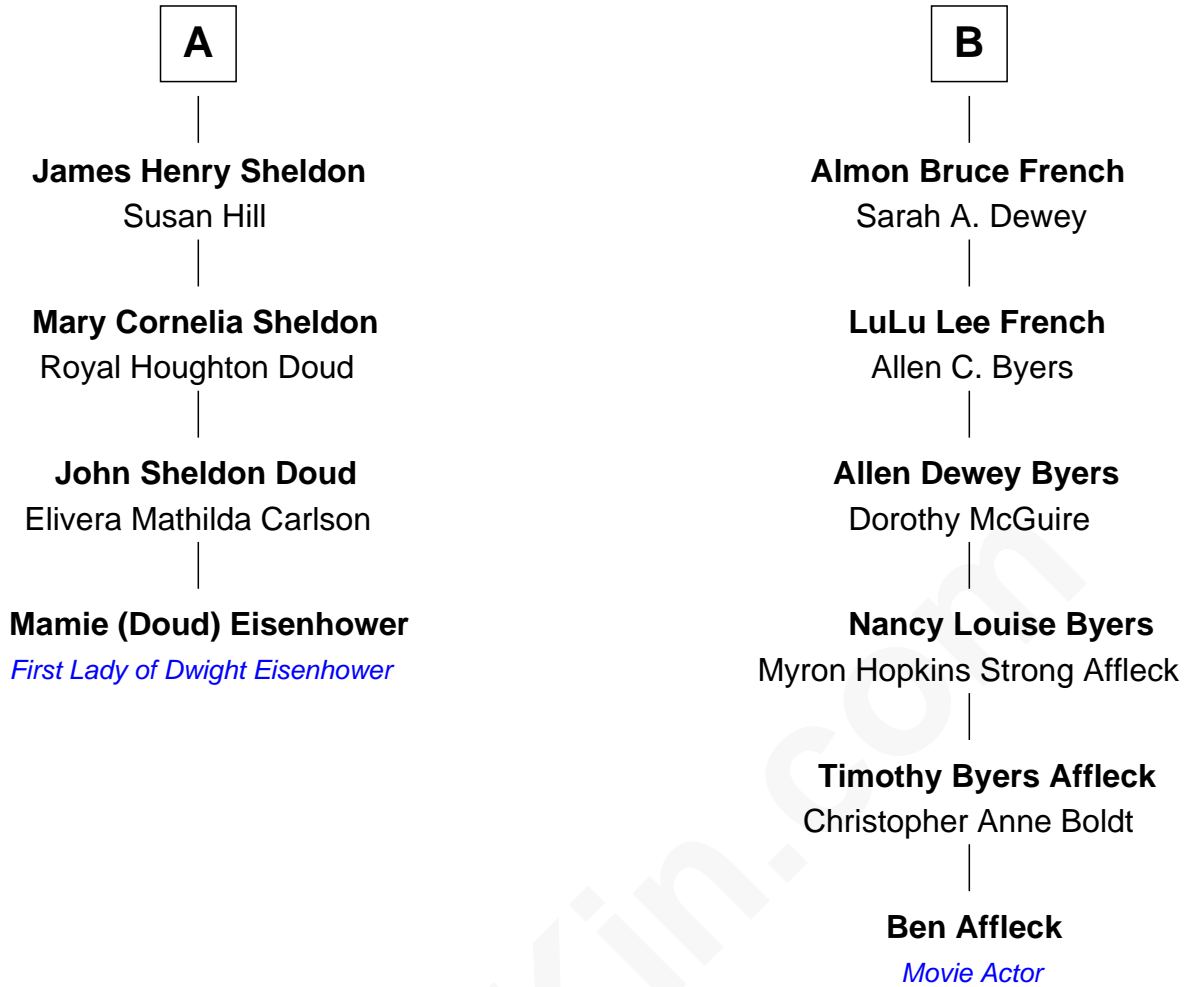 A
James Henry Sheldon
Susan Hill
Mary Cornelia Sheldon
Royal Houghton Doud
John Sheldon Doud
Elivera Mathilda Carlson
Mamie (Doud) Eisenhower
First Lady of Dwight Eisenhower
B
Almon Bruce French
Sarah A. Dewey
LuLu Lee French
Allen C. Byers
Allen Dewey Byers
Dorothy McGuire
Nancy Louise Byers
Myron Hopkins Strong Affleck
Timothy Byers Affleck
Christopher Anne Boldt
Ben Affleck
Movie Actor
Kin.com